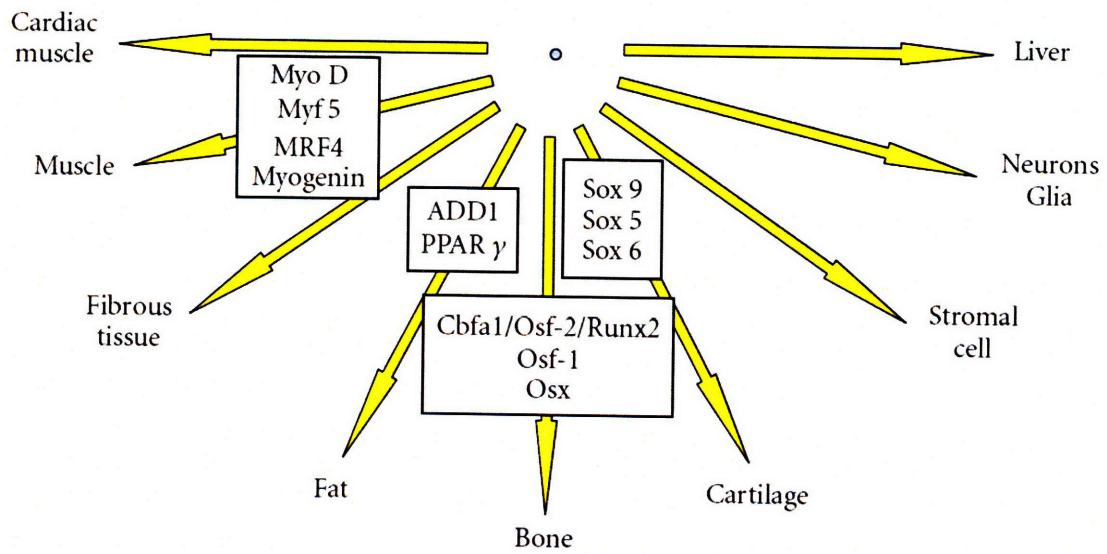 Cardiac
muscle
Liver
Myo D
Myf 5
MRF4
Myogenin
Muscle
Neurons
Glia
Sox 9
Sox 5
Sox 6
ADD1
PPAR γ
Fibrous
tissue
Stromal
cell
Cbfa1/Osf-2/Runx2
Osf-1
Osx
Fat
Cartilage
Bone